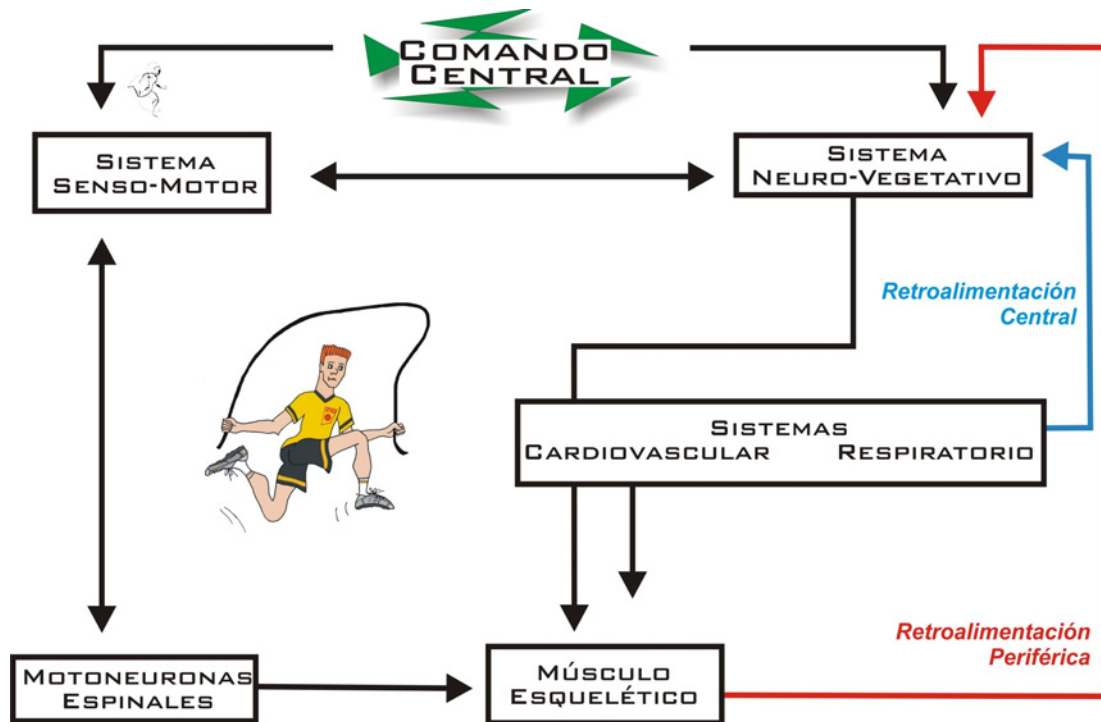 COMANDO
CENTRAL
SISTEMA
SENSO-MOTOR
SISTEMA
NEURO-VEGETATIVO
Retroalimentación
Central
SISTEMAS
CARDIOVASCULAR RESPIRATORIO
Retroalimentación
Periférica
MOTONEURONAS
ESPINALES
MÚSCULO
ESQUELÉTICO